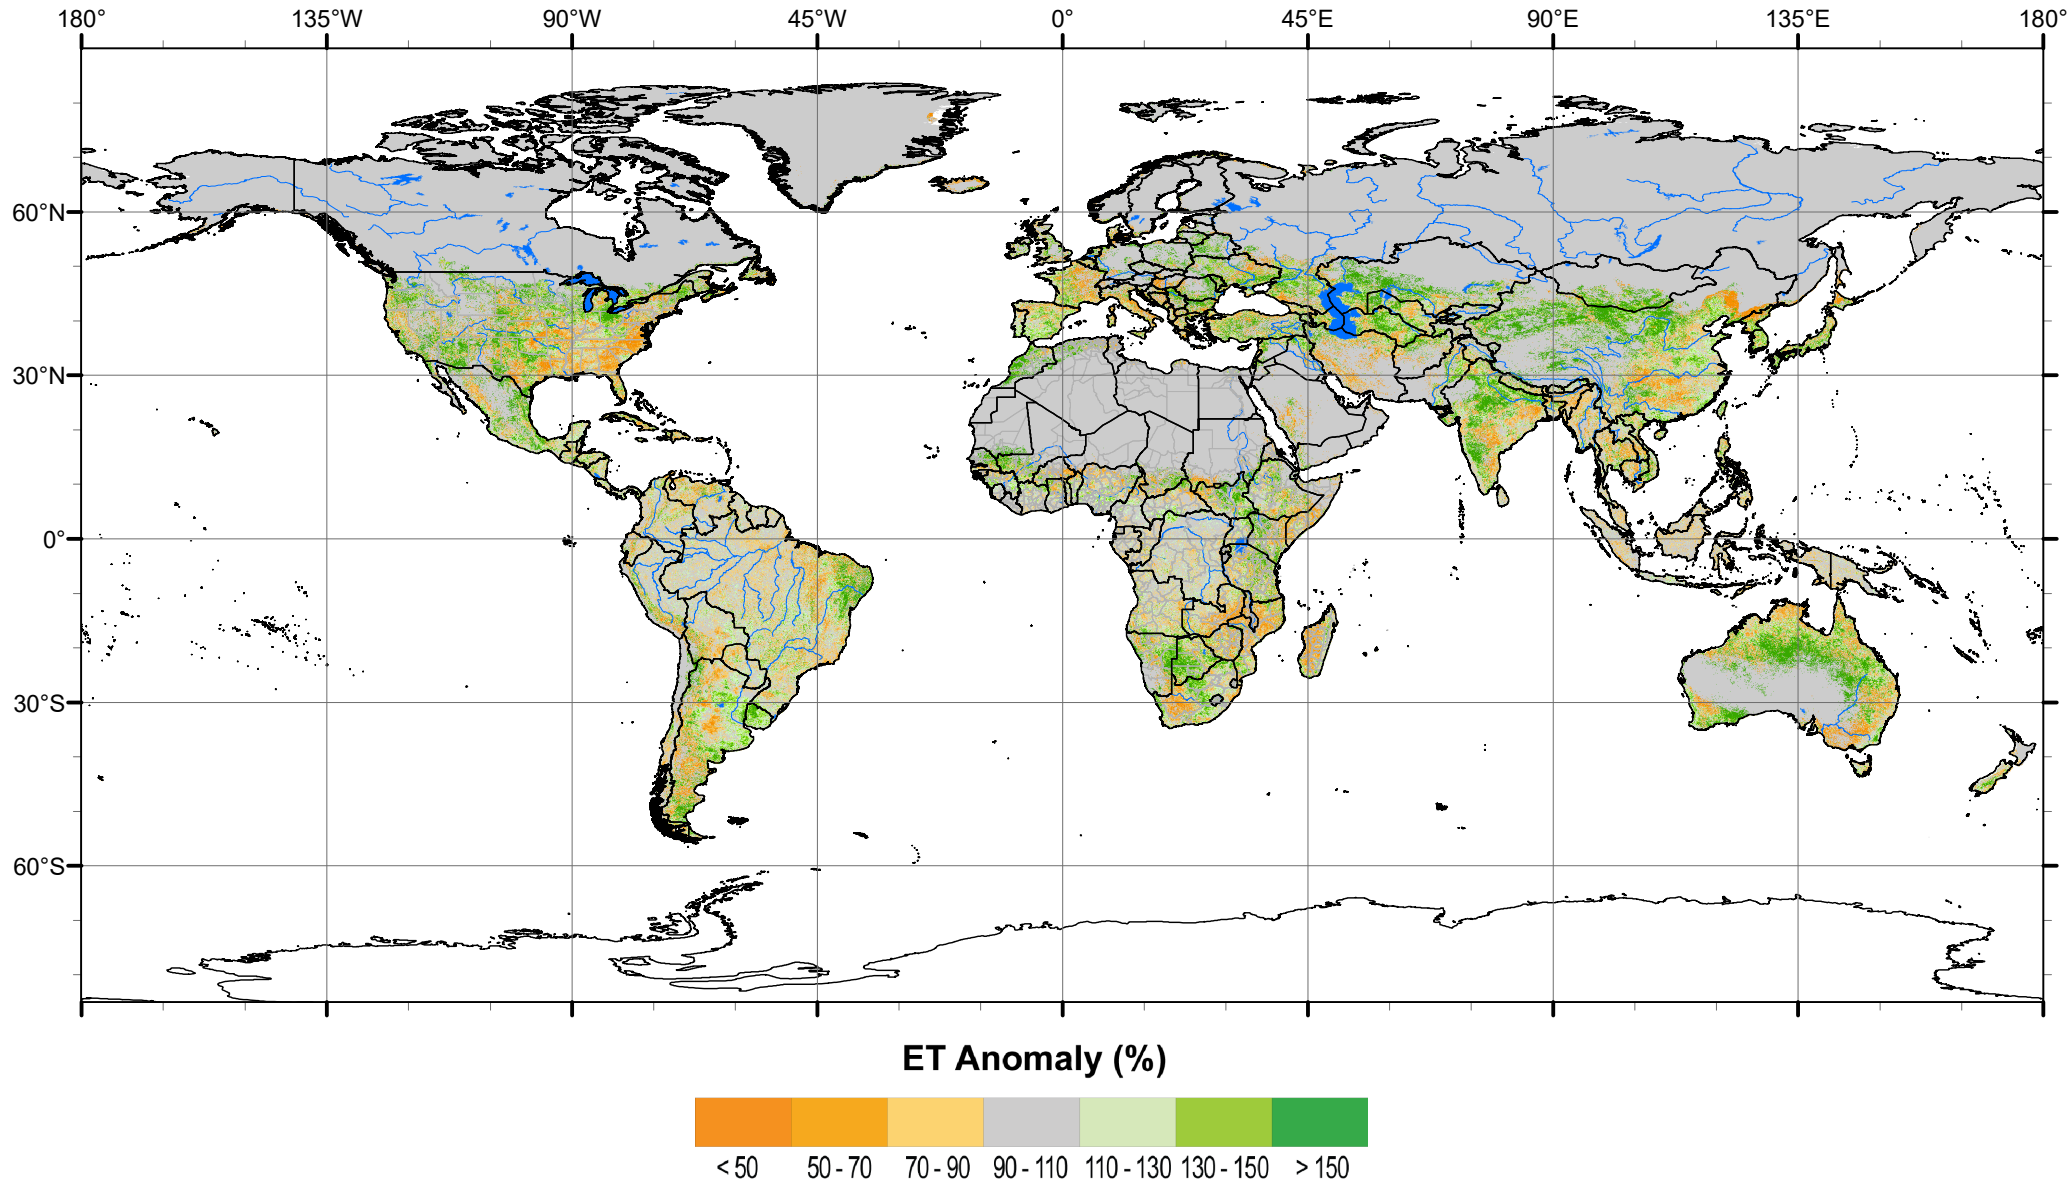 180° 135°W 90°W 45°W 0° 45°E 90°E 135°E 180°
60°N
30°N
0°
30°S
60°S
ET Anomaly (%)
< 50 50 - 70 70 - 90 90 - 110 110 - 130 130 - 150 > 150